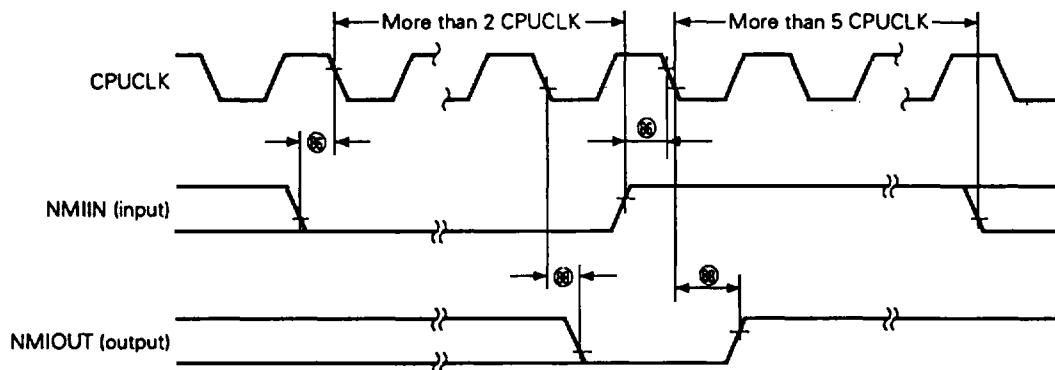 More than 2 CPUCLK
More than 5 CPUCLK
CPUCLK
NMIIN (input)
NMIOUT (output)